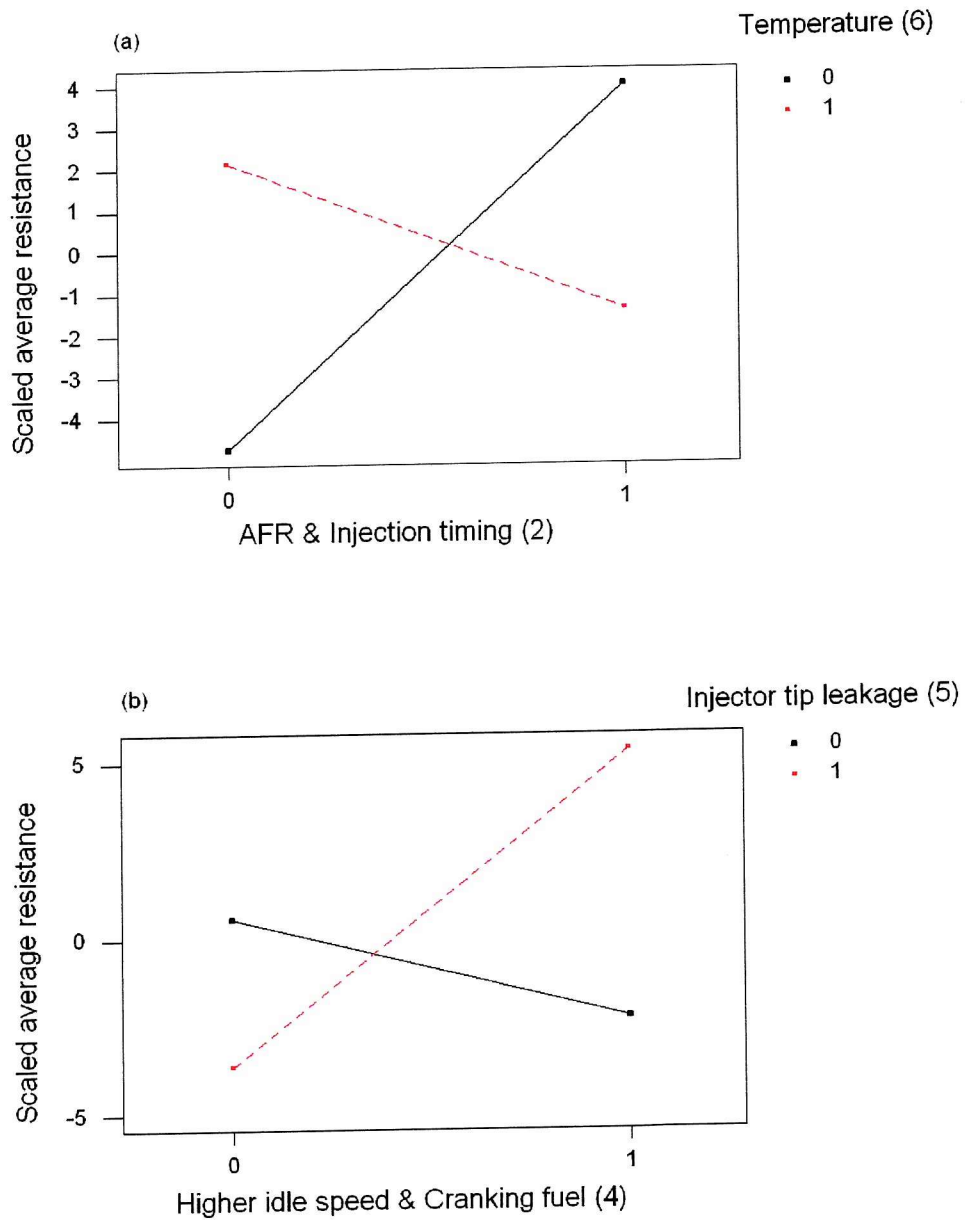 (a)
Temperature (6)
0
1
Scaled average resistance
4
3
2
1
0
-1
-2
-3
-4
0
1
AFR & Injection timing (2)
(b)
Injector tip leakage (5)
0
1
Scaled average resistance
5
0
-5
0
1
Higher idle speed & Cranking fuel (4)